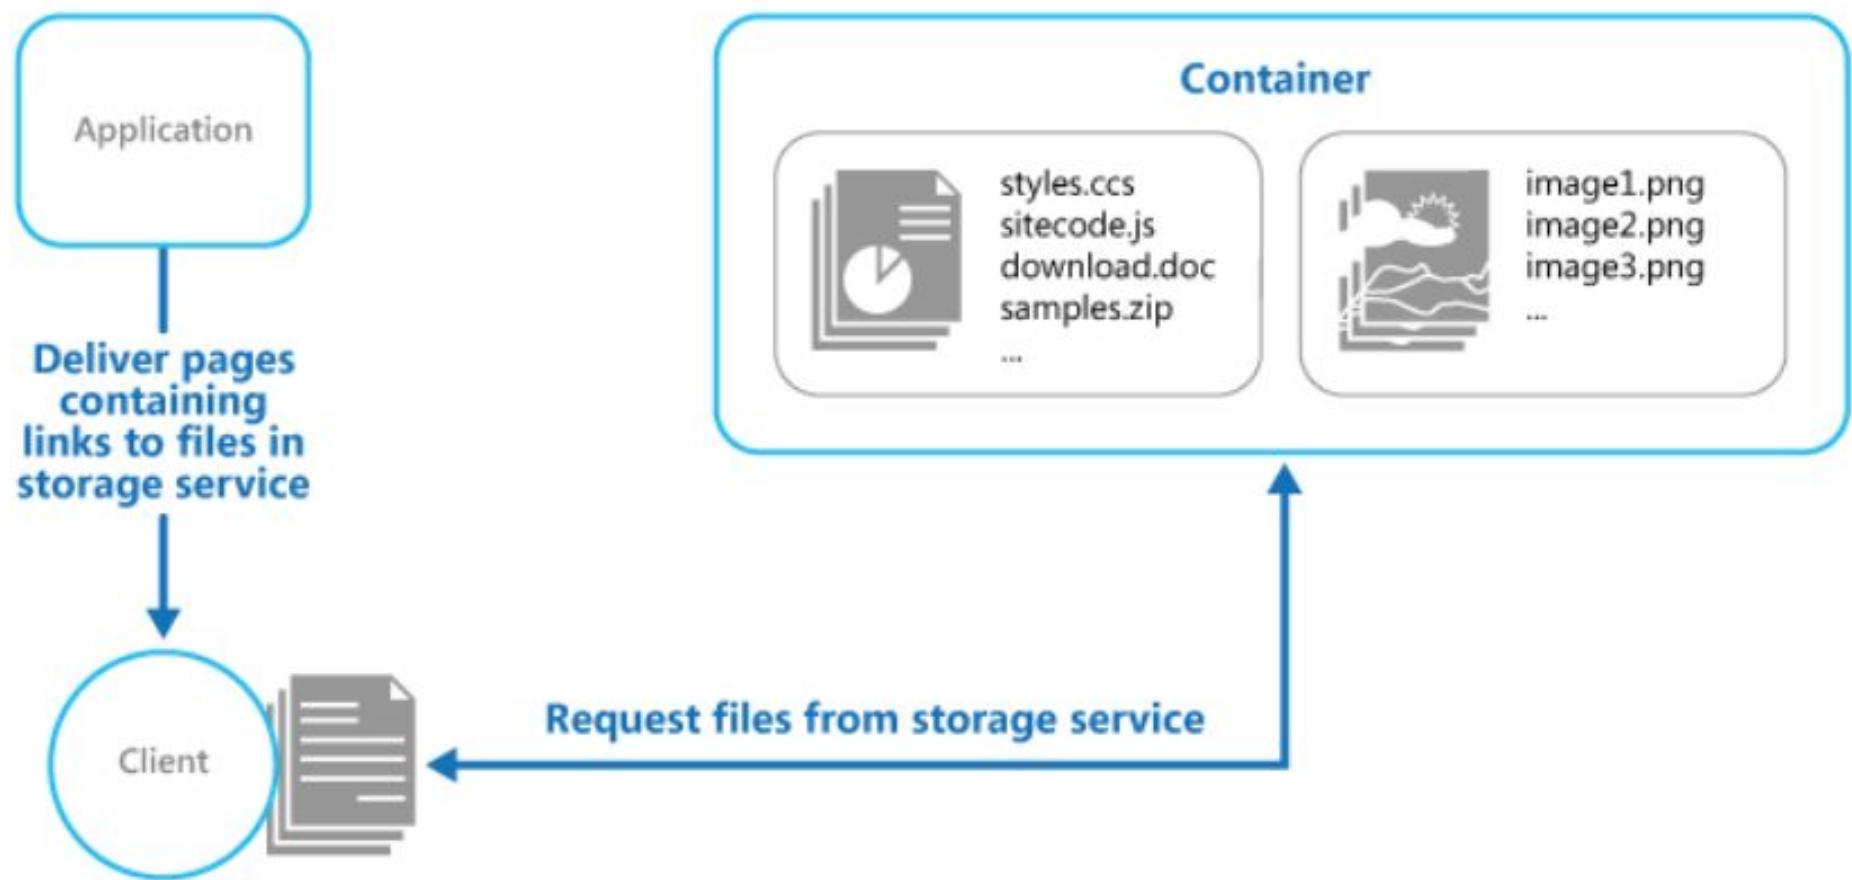 Application
Container
styles.ccs
sitecode.js
download.doc
samples.zip
...
image1.png
image2.png
image3.png
...
Deliver pages
containing
links to files in
storage service
Request files from storage service
Client